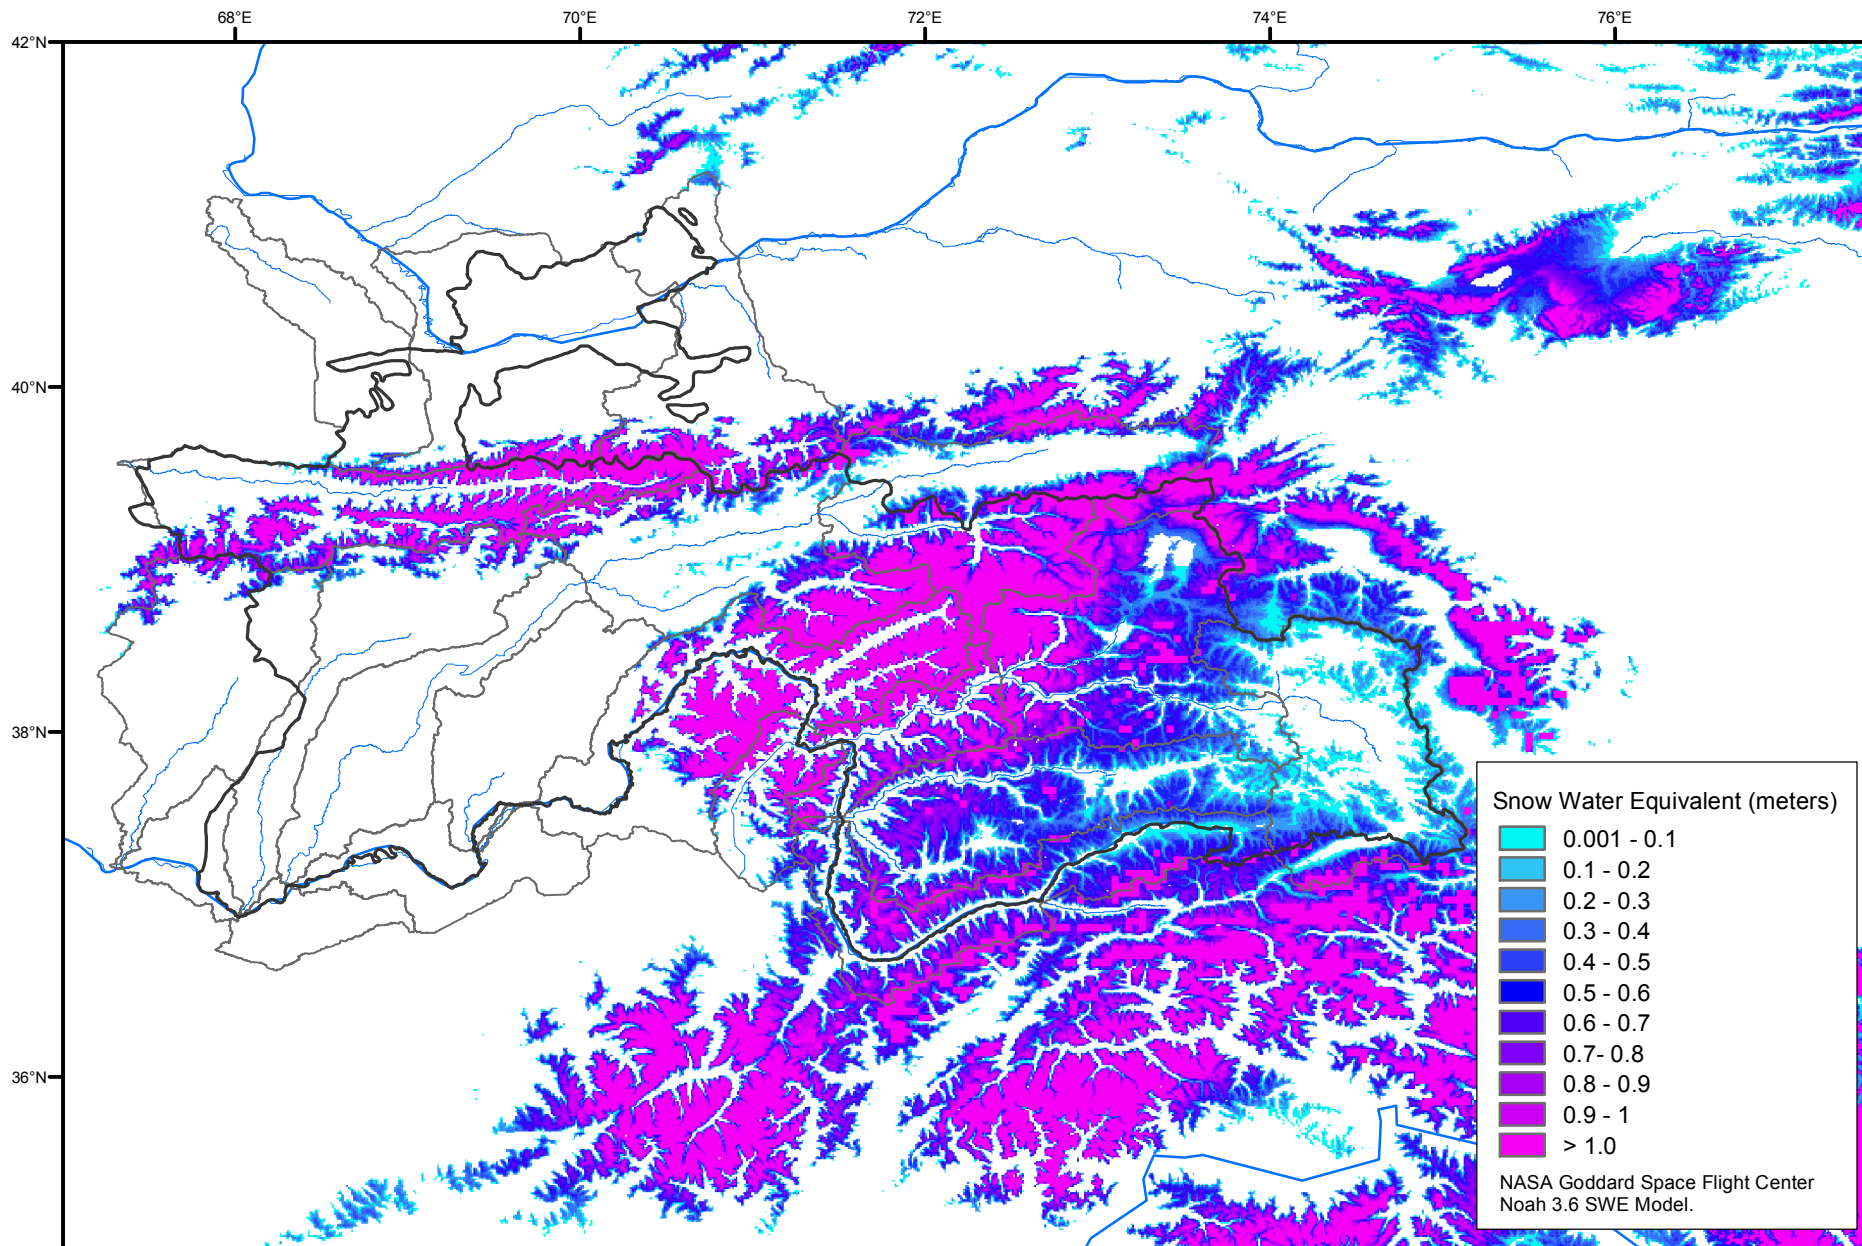 68°E 70°E 72°E 74°E 76°E
42°N
40°N
38°N
36°N
Snow Water Equivalent (meters)
0.001 - 0.1
0.1 - 0.2
0.2 - 0.3
0.3 - 0.4
0.4 - 0.5
0.5 - 0.6
0.6 - 0.7
0.7- 0.8
0.8 - 0.9
0.9 - 1
> 1.0
NASA Goddard Space Flight Center
Noah 3.6 SWE Model.